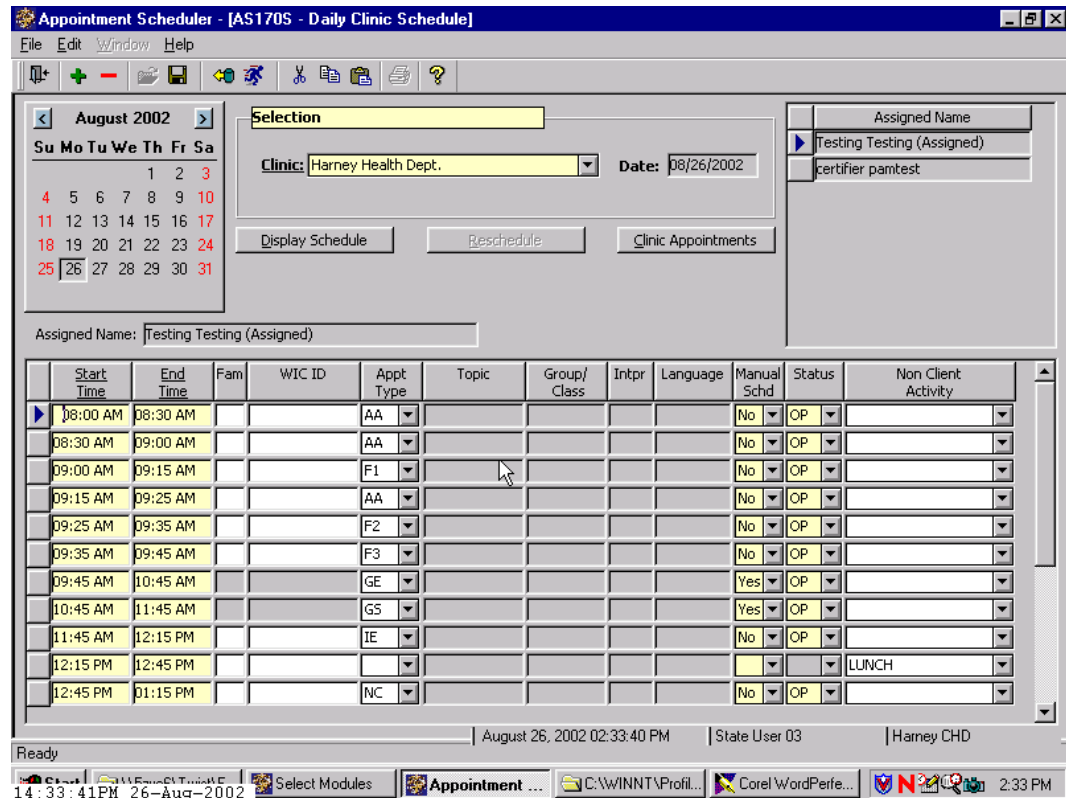 Appointment Scheduler - [AS170S - Daily Clinic Schedule]
File Edit Window Help
August 2002
Su Mo Tu We Th Fr Sa
1 2 3
4 5 6 7 8 9 10
11 12 13 14 15 16 17
18 19 20 21 22 23 24
25 26 27 28 29 30 31
Selection
Clinic: Harney Health Dept. Date: 08/26/2002
Display Schedule Reschedule Clinic Appointments
Assigned Name
Testing Testing (Assigned)
certifier pamtest
Assigned Name: Testing Testing (Assigned)
Start Time End Time Fam WIC ID Appt Type Topic Group/ Class Intpr Language Manual Schd Status Non Client Activity
08:00 AM 08:30 AM AA No OP
08:30 AM 09:00 AM AA No OP
09:00 AM 09:15 AM F1 No OP
09:15 AM 09:25 AM AA No OP
09:25 AM 09:35 AM F2 No OP
09:35 AM 09:45 AM F3 No OP
09:45 AM 10:45 AM GE Yes OP
10:45 AM 11:45 AM GS Yes OP
11:45 AM 12:15 PM IE No OP
12:15 PM 12:45 PM LUNCH
12:45 PM 01:15 PM NC No OP
August 26, 2002 02:33:40 PM State User 03 Harney CHD
Ready
Start Select Modules Appointment ... C:\WINNT\Profil... Corel WordPerfe... 2:33 PM
14:33:41PM 26-Aug-2002